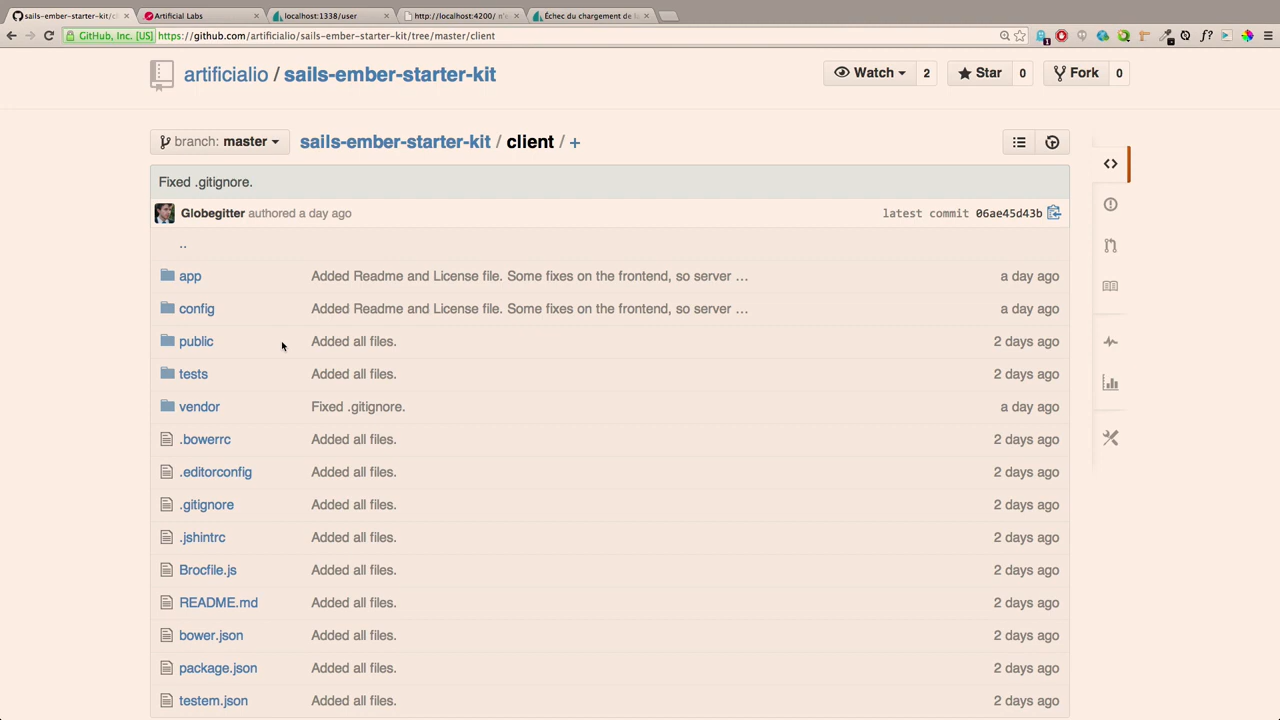 sails-ember-starter-kit/cl
Artificial Labs
localhost:1338/user
http://localhost:4200/ n'e
Échec du chargement de la
GitHub, Inc. [US] https://github.com/artificialio/sails-ember-starter-kit/tree/master/client
artificialio / sails-ember-starter-kit
Watch 2 Star 0 Fork 0
branch: master sails-ember-starter-kit / client / +
Fixed .gitignore.
Globegitter authored a day ago latest commit 06ae45d43b
..
app Added Readme and License file. Some fixes on the frontend, so server … a day ago
config Added Readme and License file. Some fixes on the frontend, so server … a day ago
public Added all files. 2 days ago
tests Added all files. 2 days ago
vendor Fixed .gitignore. a day ago
.bowerrc Added all files. 2 days ago
.editorconfig Added all files. 2 days ago
.gitignore Added all files. 2 days ago
.jshintrc Added all files. 2 days ago
Brocfile.js Added all files. 2 days ago
README.md Added all files. 2 days ago
bower.json Added all files. 2 days ago
package.json Added all files. 2 days ago
testem.json Added all files. 2 days ago